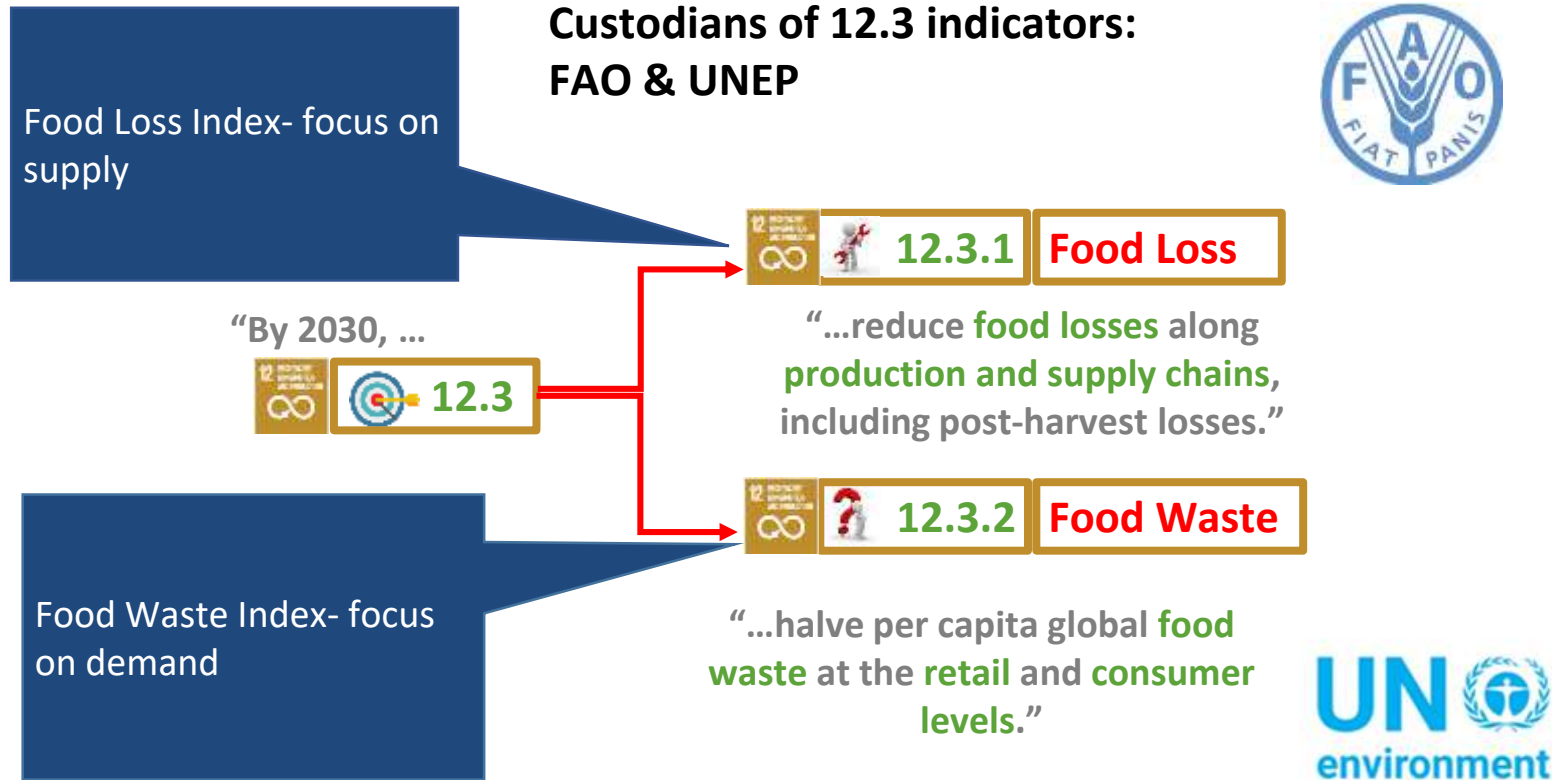 Custodians of 12.3 indicators:
FAO & UNEP
Food Loss Index- focus on
supply
F A O
FIAT PANIS
12
12.3.1
Food Loss
“By 2030, …
“…reduce food losses along
production and supply chains,
including post-harvest losses.”
12
12.3
12
12.3.2
Food Waste
Food Waste Index- focus
on demand
“…halve per capita global food
waste at the retail and consumer
levels.”
UN
environment